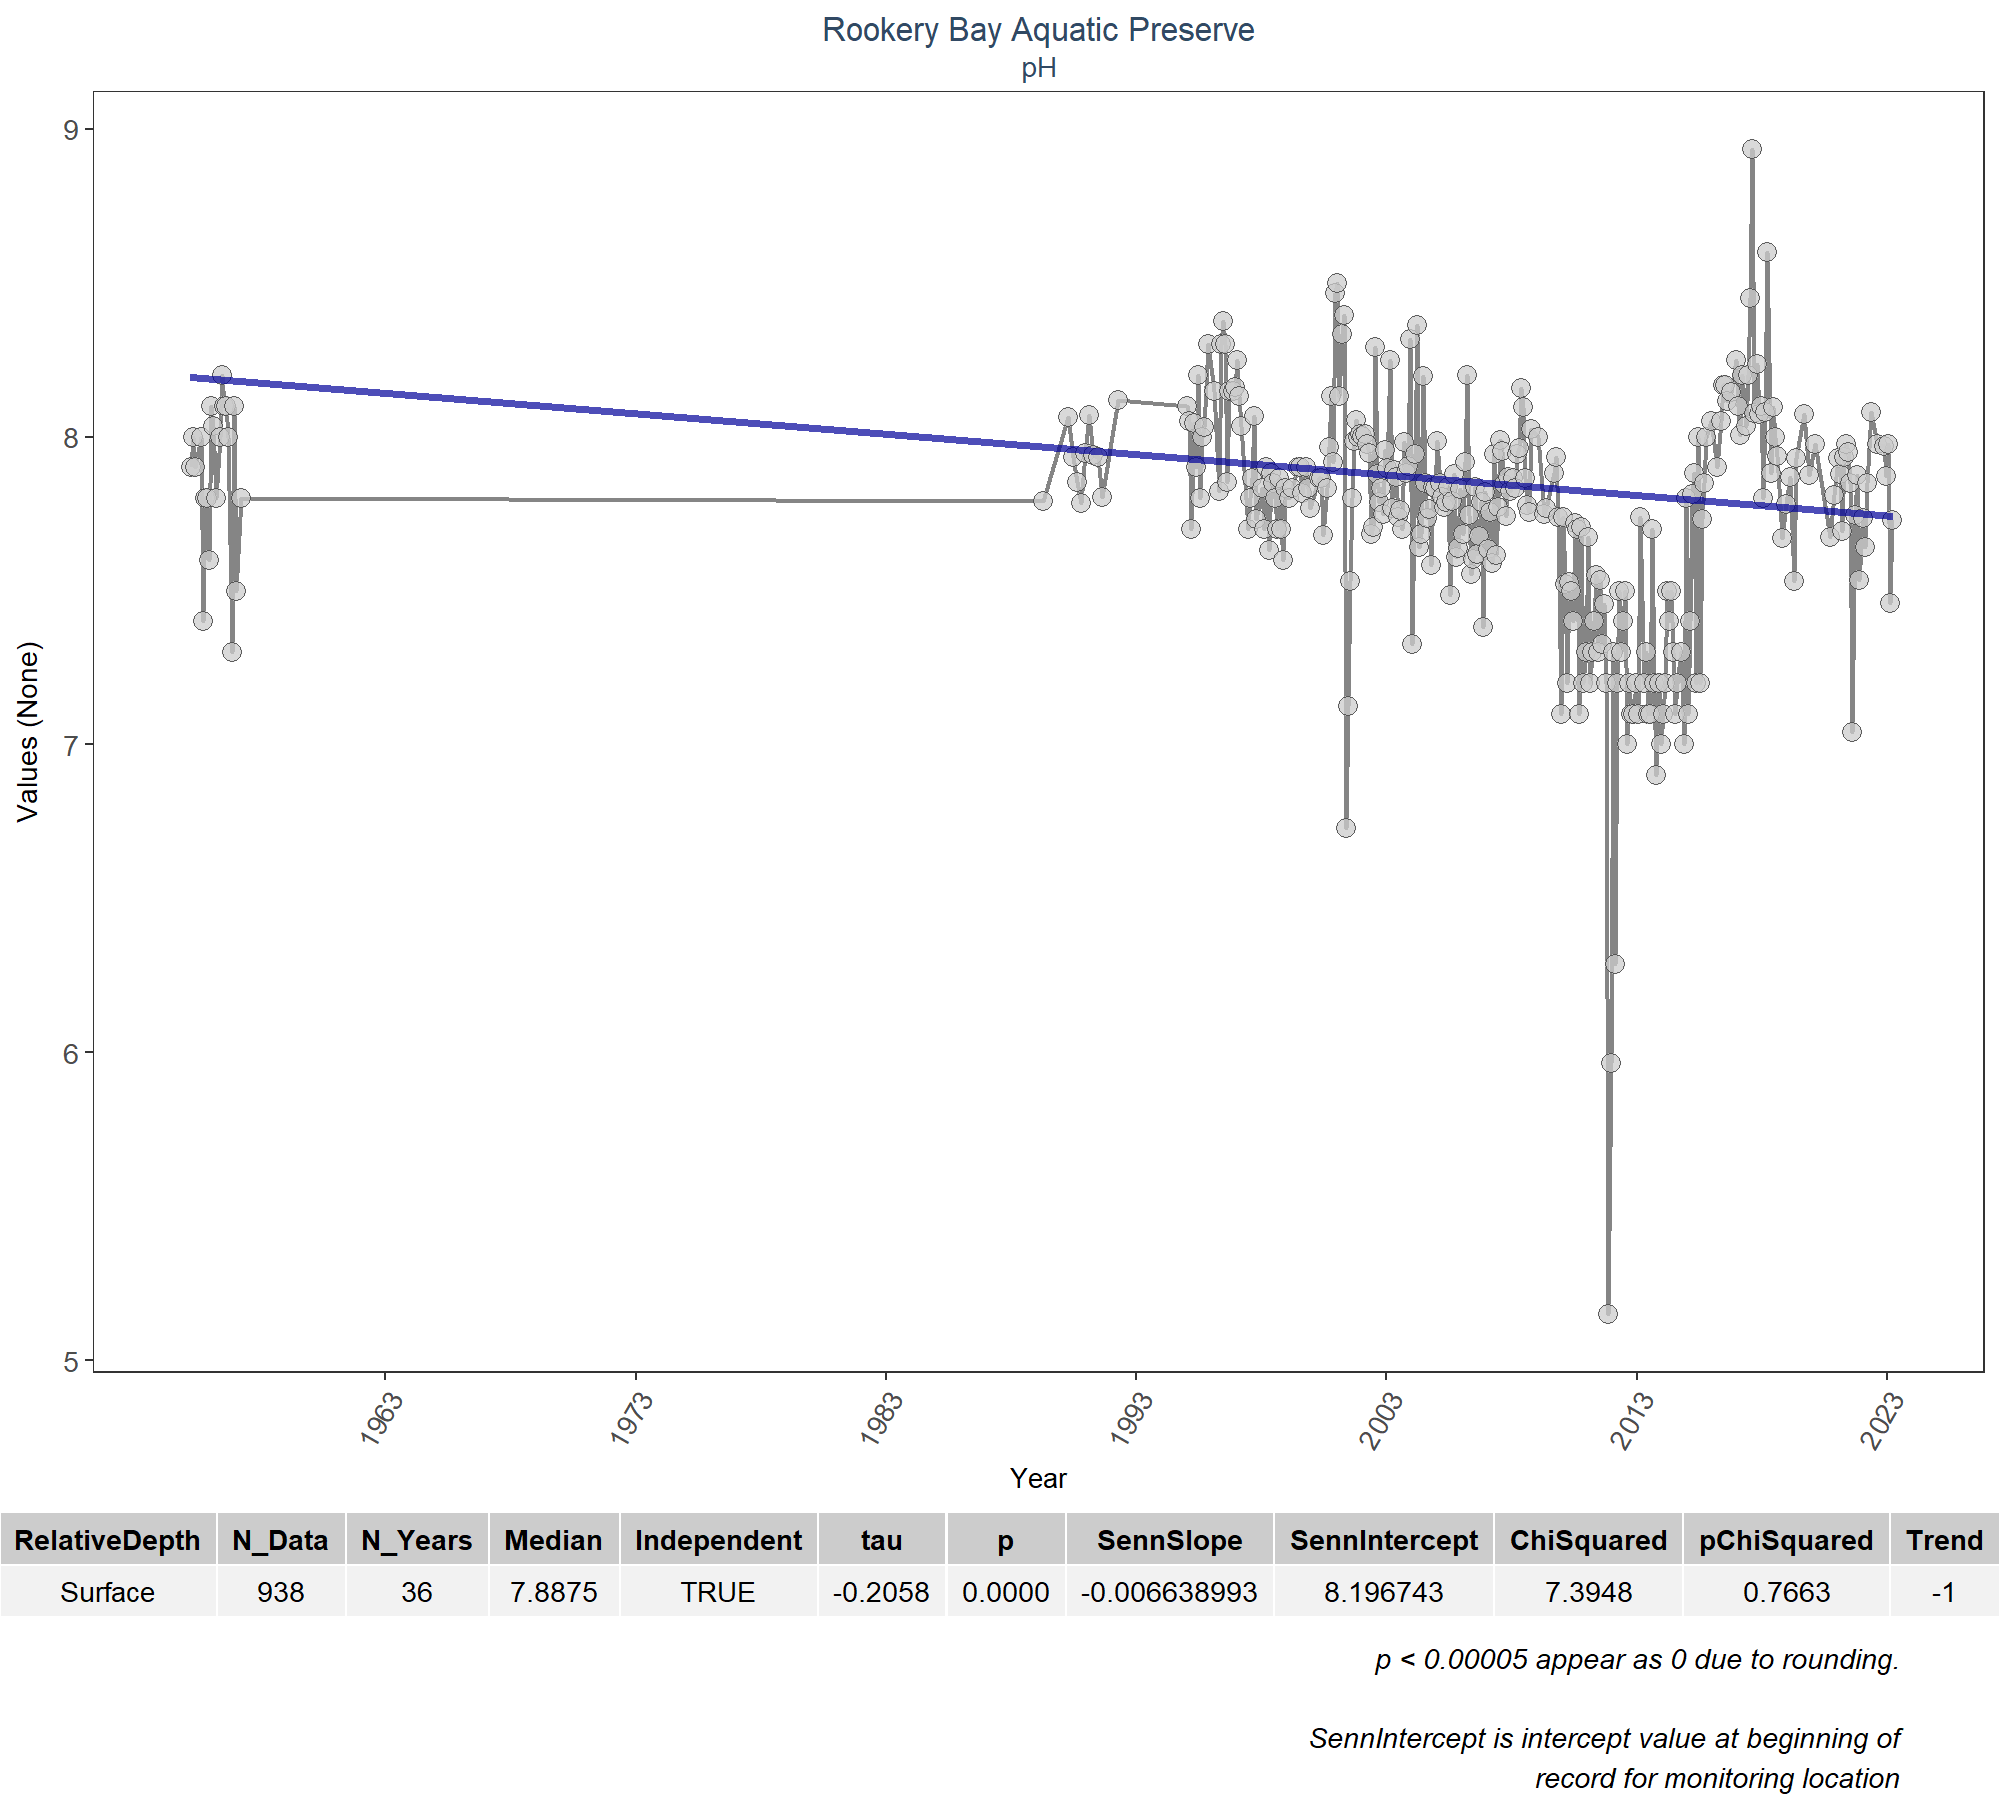 Rookery Bay Aquatic Preserve
pH
9
8
7
6
5
Values (None)
1963
1973
1983
1993
2003
2013
2023
Year
RelativeDepth N_Data N_Years Median Independent tau p SennSlope SennIntercept ChiSquared pChiSquared Trend
Surface 938 36 7.8875 TRUE -0.2058 0.0000 -0.006638993 8.196743 7.3948 0.7663 -1
p < 0.00005 appear as 0 due to rounding.
SennIntercept is intercept value at beginning of
record for monitoring location